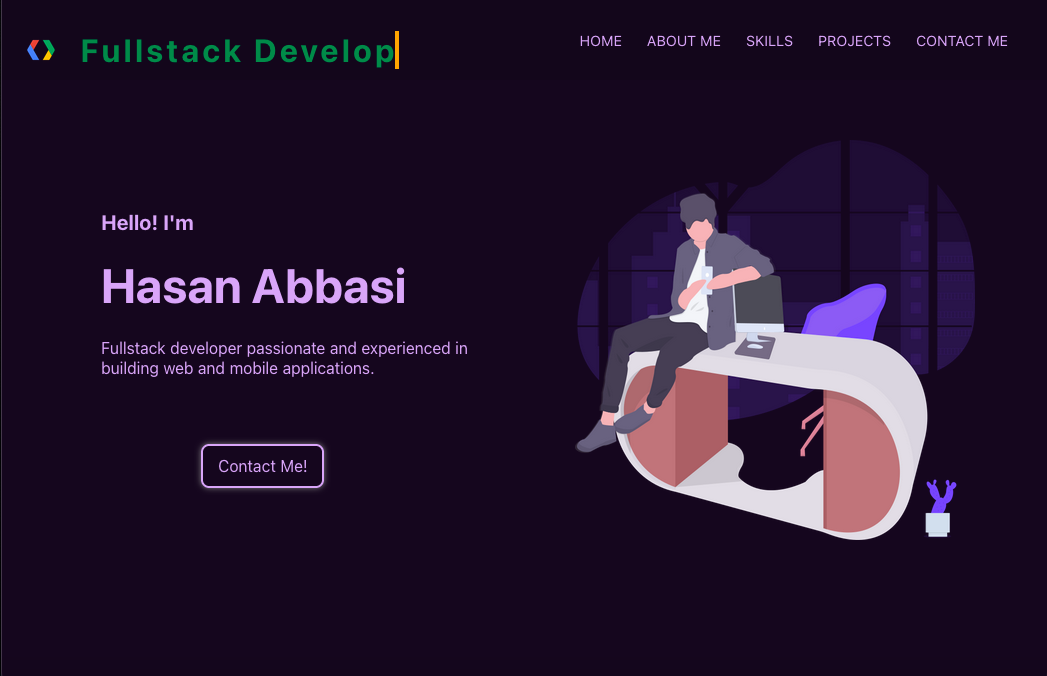 Fullstack Develop
HOME ABOUT ME SKILLS PROJECTS CONTACT ME
Hello! I'm
Hasan Abbasi
Fullstack developer passionate and experienced in
building web and mobile applications.
Contact Me!